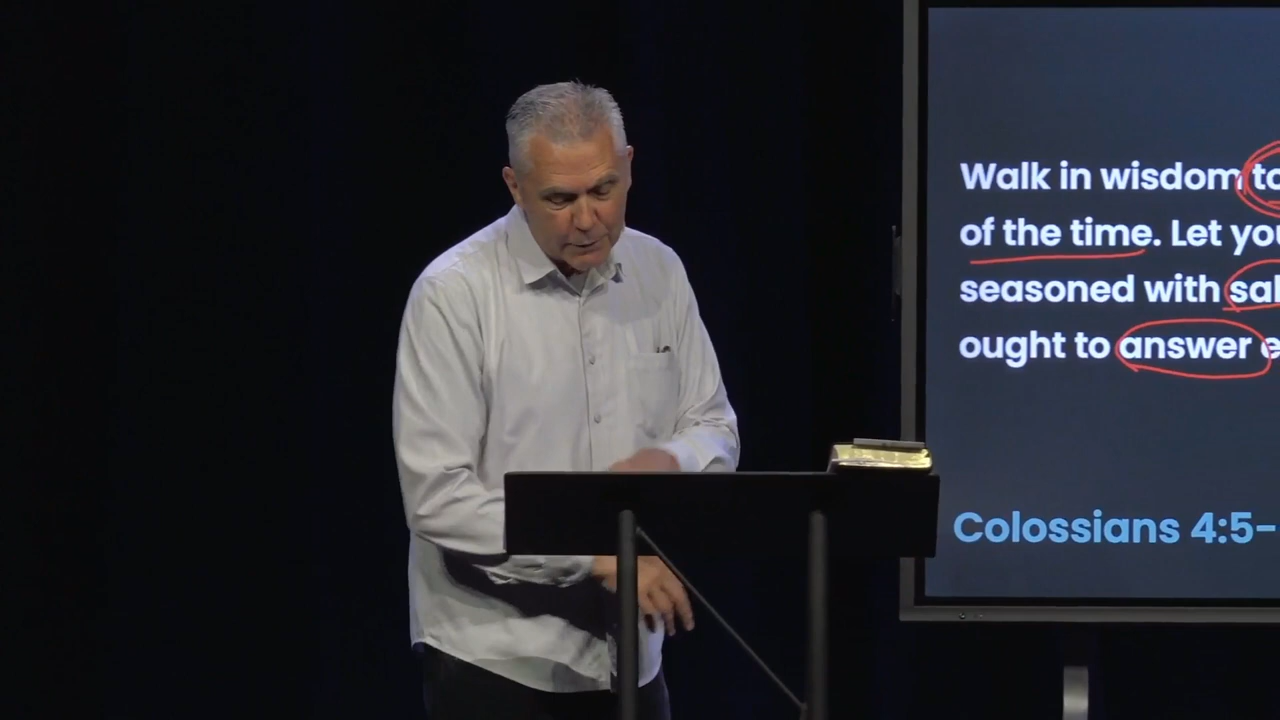 Walk in wisdom
of the time. Let
seasoned with
ought to answer
Colossians 4:5-